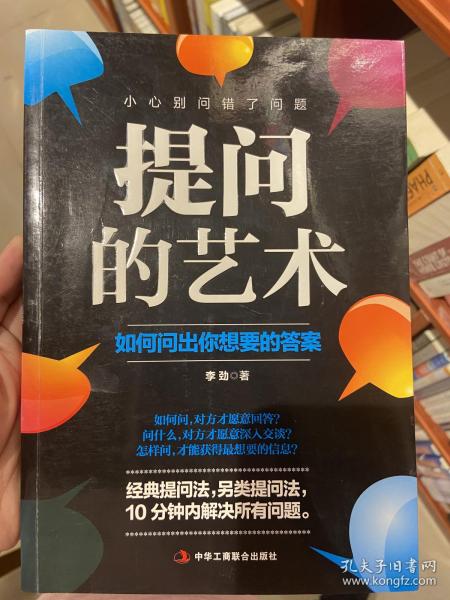 小心别问错了问题
提问
的艺术
如何问出你想要的答案
李劲◎著
如何问,对方才愿意回答?
问什么,对方才愿意深入交谈?
怎样问,才能获得最想要的信息?
经典提问法,另类提问法,
10分钟内解决所有问题。
中华工商联合出版社
孔夫子旧书网
www.kongfz.com